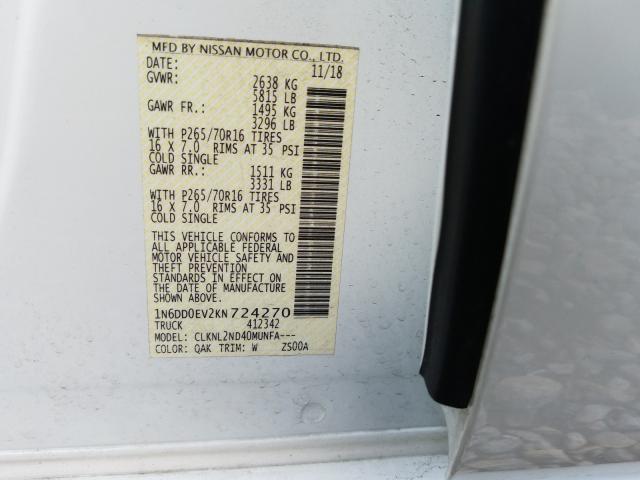 MFD BY NISSAN MOTOR CO., LTD.
DATE: 11/18
GVWR: 2638 KG
5815 LB
GAWR FR.: 1495 KG
3296 LB
WITH P265/70R16 TIRES
16 X 7.0 RIMS AT 35 PSI
COLD SINGLE
GAWR RR.: 1511 KG
3331 LB
WITH P265/70R16 TIRES
16 X 7.0 RIMS AT 35 PSI
COLD SINGLE
THIS VEHICLE CONFORMS TO
ALL APPLICABLE FEDERAL
MOTOR VEHICLE SAFETY AND
THEFT PREVENTION
STANDARDS IN EFFECT ON
THE DATE OF MANUFACTURE
SHOWN ABOVE.
1N6DD0EV2KN724270
TRUCK 412342
MODEL: CLKNL2ND40MUNFA---
COLOR: QAK TRIM: W ZS00A